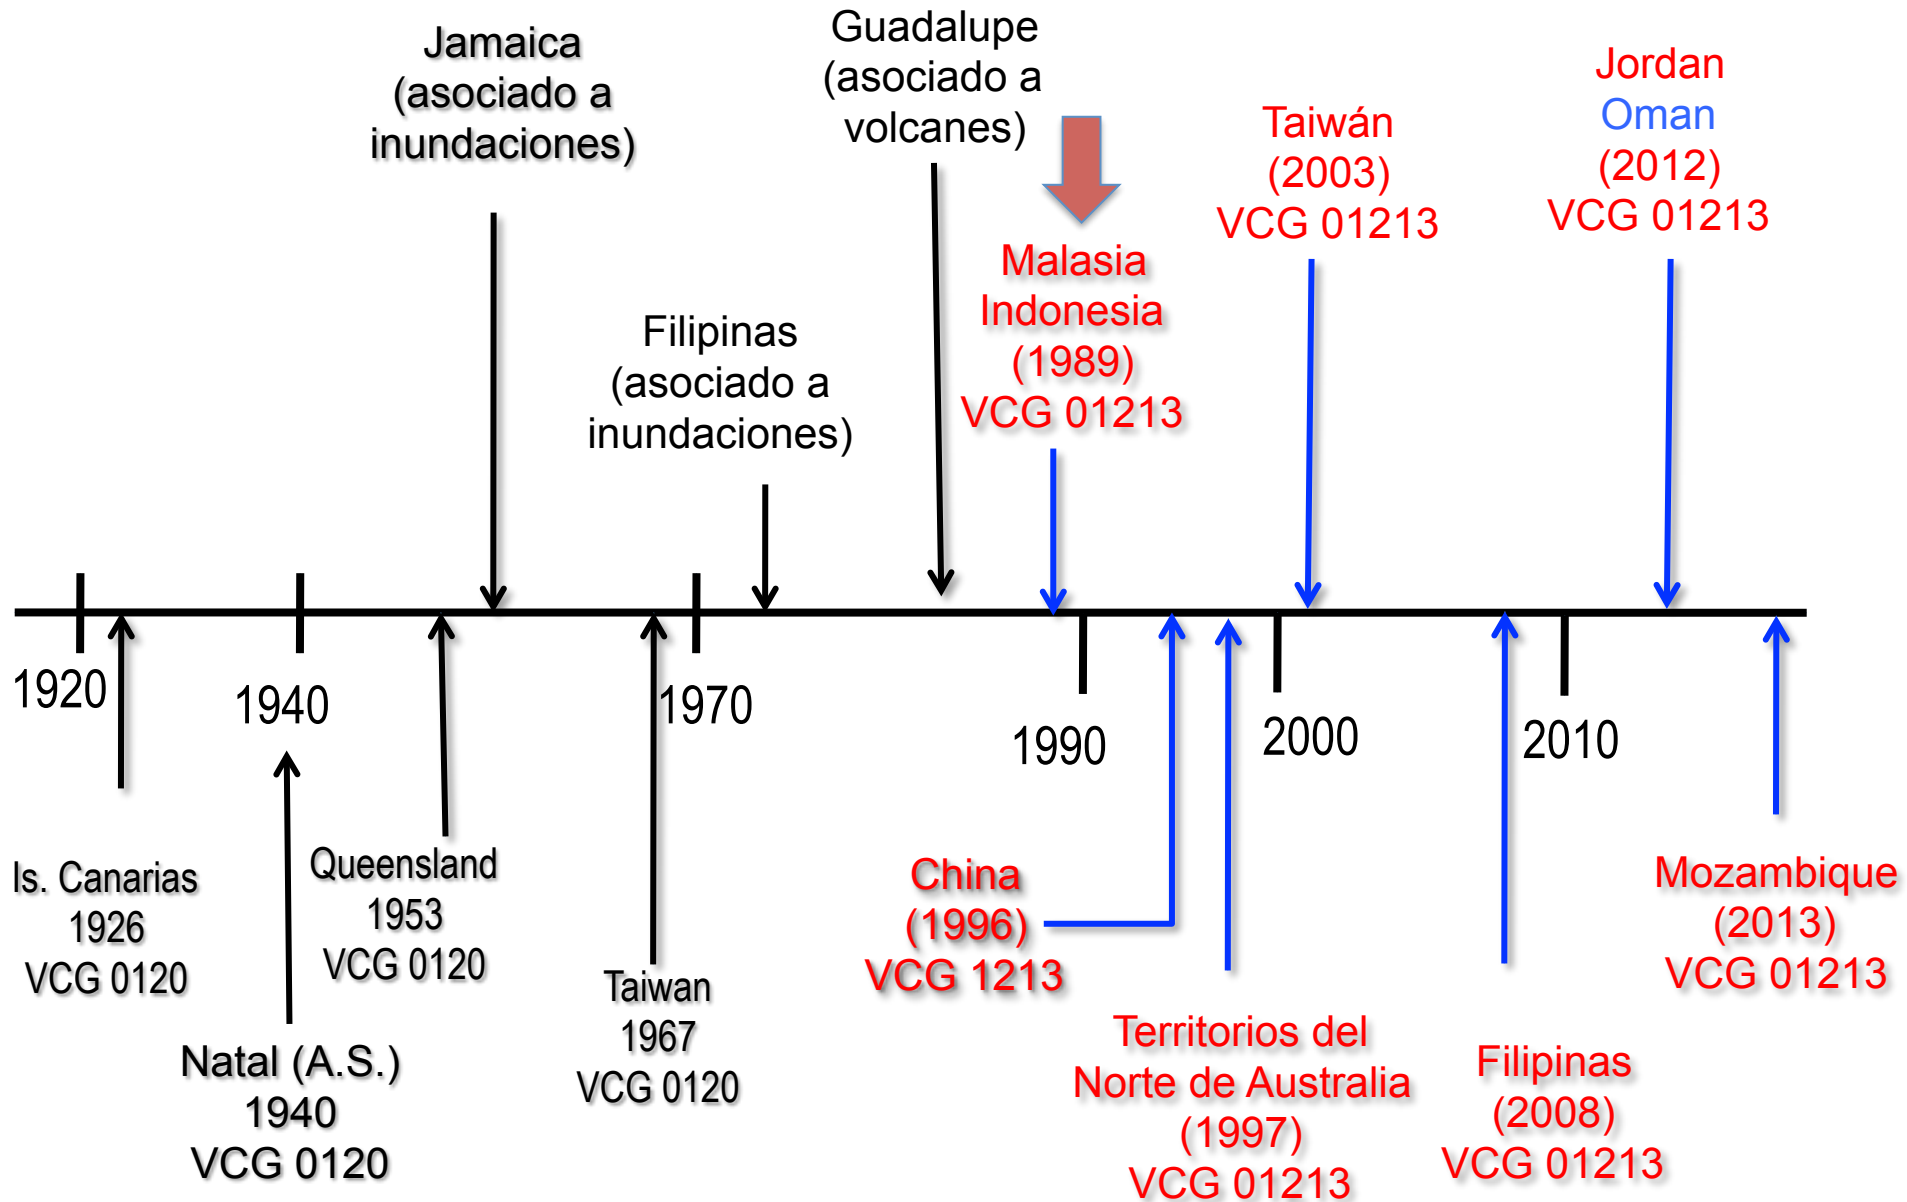 Jamaica
(asociado a
inundaciones)
Guadalupe
(asociado a
volcanes)
Filipinas
(asociado a
inundaciones)
Malasia
Indonesia
(1989)
VCG 01213
Taiwán
(2003)
VCG 01213
Jordan
Oman
(2012)
VCG 01213
1920
1940
1970
1990
2000
2010
Is. Canarias
1926
VCG 0120
Natal (A.S.)
1940
VCG 0120
Queensland
1953
VCG 0120
Taiwan
1967
VCG 0120
China
(1996)
VCG 1213
Territorios del
Norte de Australia
(1997)
VCG 01213
Filipinas
(2008)
VCG 01213
Mozambique
(2013)
VCG 01213